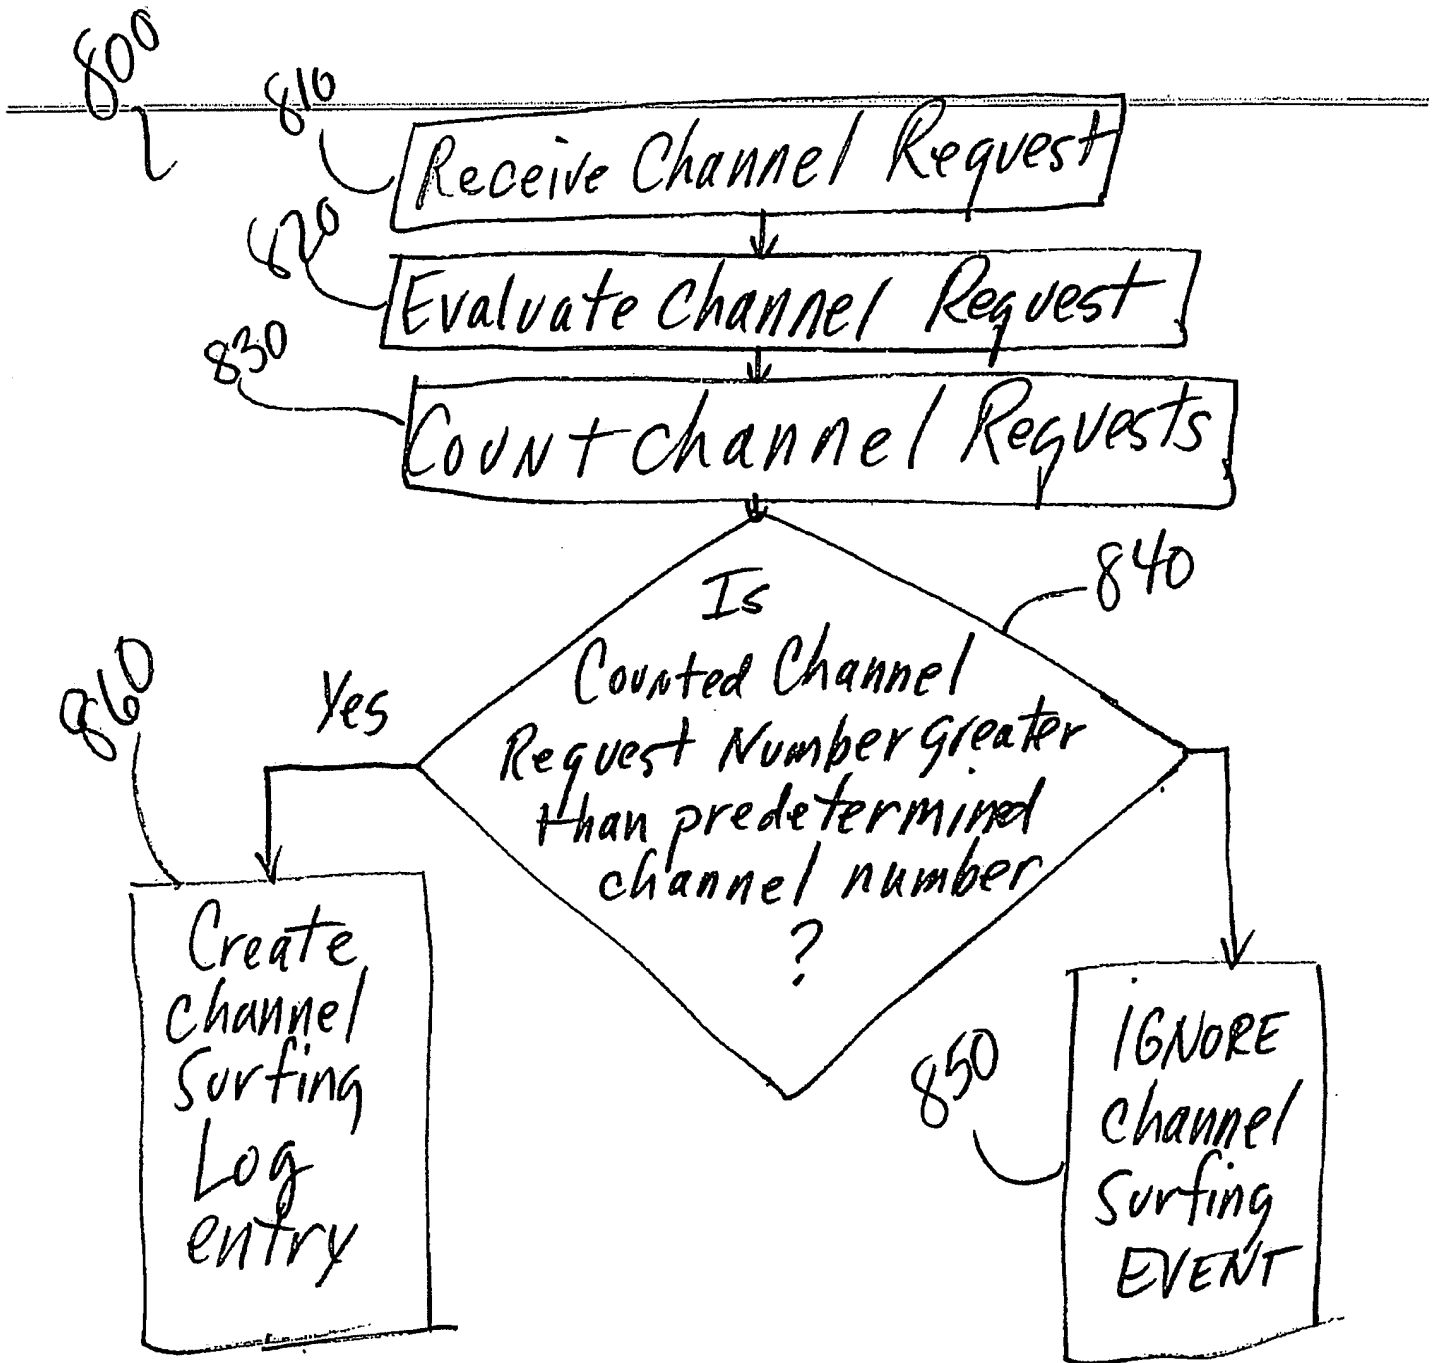 800
810
Receive Channel Request
820
Evaluate Channel Request
830
Count channel Requests
840
Is
Counted Channel
Request Number greater
than predetermind
channel number
?
Yes
860
Create
channel
Surfing
Log
entry
850
IGNORE
channel
Surfing
EVENT